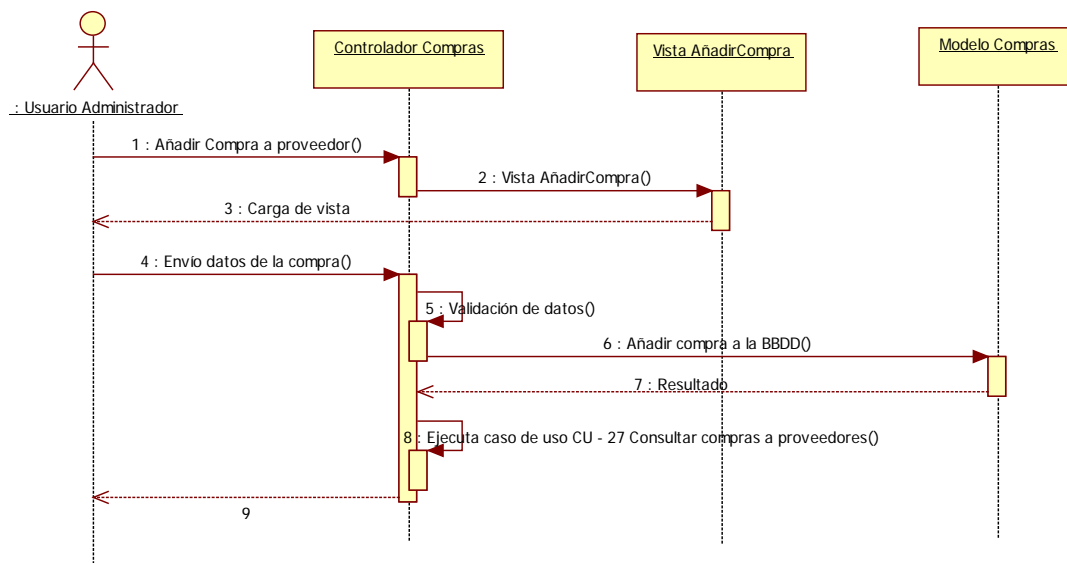 Controlador Compras
Vista AñadirCompra
Modelo Compras
: Usuario Administrador
1 : Añadir Compra a proveedor()
2 : Vista AñadirCompra()
3 : Carga de vista
4 : Envío datos de la compra()
5 : Validación de datos()
6 : Añadir compra a la BBDD()
7 : Resultado
8 : Ejecuta caso de uso CU - 27 Consultar compras a proveedores()
9